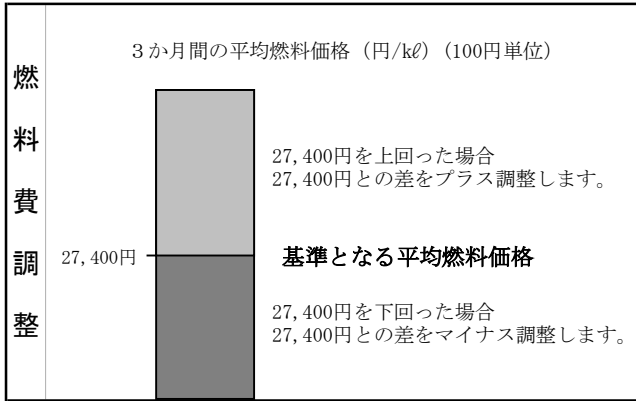 燃料費調整
3か月間の平均燃料価格（円/kℓ）（100円単位）
27,400円を上回った場合
27,400円との差をプラス調整します。
27,400円
基準となる平均燃料価格
27,400円を下回った場合
27,400円との差をマイナス調整します。